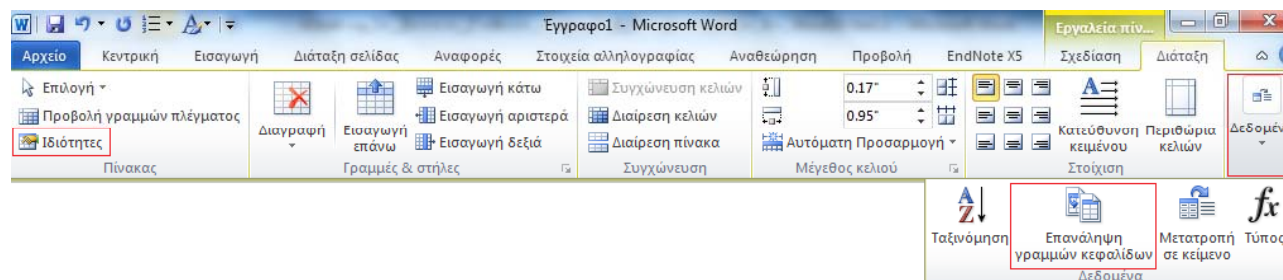 Έγγραφο1 - Microsoft Word
Εργαλεία πίν...
Αρχείο Κεντρική Εισαγωγή Διάταξη σελίδας Αναφορές Στοιχεία αλληλογραφίας Αναθεώρηση Προβολή EndNote X5 Σχεδίαση Διάταξη
Επιλογή
Προβολή γραμμών πλέγματος
Ιδιότητες
Πίνακας
Διαγραφή
Εισαγωγή
επάνω
Εισαγωγή κάτω
Εισαγωγή αριστερά
Εισαγωγή δεξιά
Γραμμές & στήλες
Συγχώνευση κελιών
Διαίρεση κελιών
Διαίρεση πίνακα
Συγχώνευση
0.17"
0.95"
Αυτόματη Προσαρμογή
Μέγεθος κελιού
Κατεύθυνση
κειμένου
Περιθώρια
κελιών
Στοίχιση
Δεδομέν
Ταξινόμηση
Επανάληψη
γραμμών κεφαλίδων
Μετατροπή
σε κείμενο
fx
Τύπος
Δεδομένα